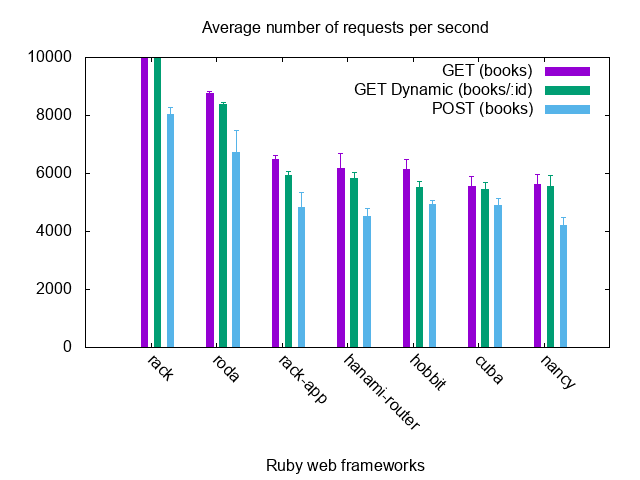 Average number of requests per second
10000
8000
6000
4000
2000
0
GET (books)
GET Dynamic (books/:id)
POST (books)
rack
roda
rack-app
hanami-router
hobbit
cuba
nancy
Ruby web frameworks